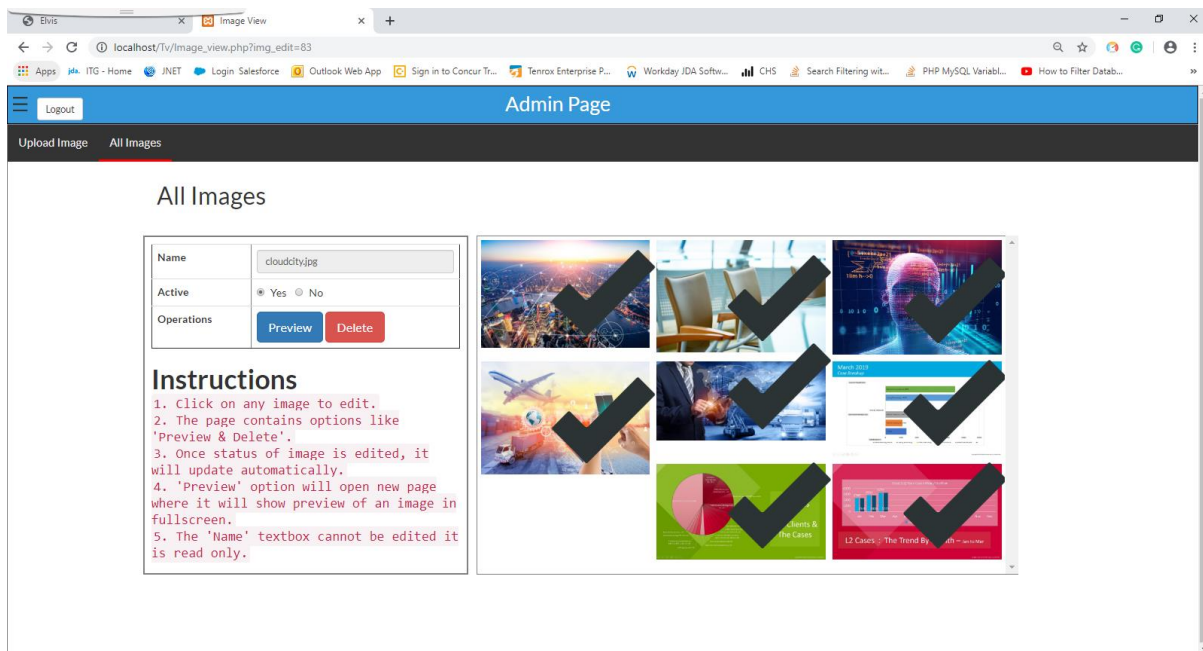 Elvis
Image View
localhost/Tv/Image_view.php?img_edit=83
Apps jda. ITG - Home JNET Login Salesforce Outlook Web App Sign in to Concur Tr... Tenrox Enterprise P... Workday JDA Softw... CHS Search Filtering wit... PHP MySQL Variabl... How to Filter Datab... »
Logout
Admin Page
Upload Image All Images
All Images
Name cloudcity.jpg
Active Yes No
Operations Preview Delete
Instructions
1. Click on any image to edit.
2. The page contains options like
'Preview & Delete'.
3. Once status of image is edited, it
will update automatically.
4. 'Preview' option will open new page
where it will show preview of an image in
fullscreen.
5. The 'Name' textbox cannot be edited it
is read only.
March 2019
Clients &
The Cases
L2 Cases : The Trend By